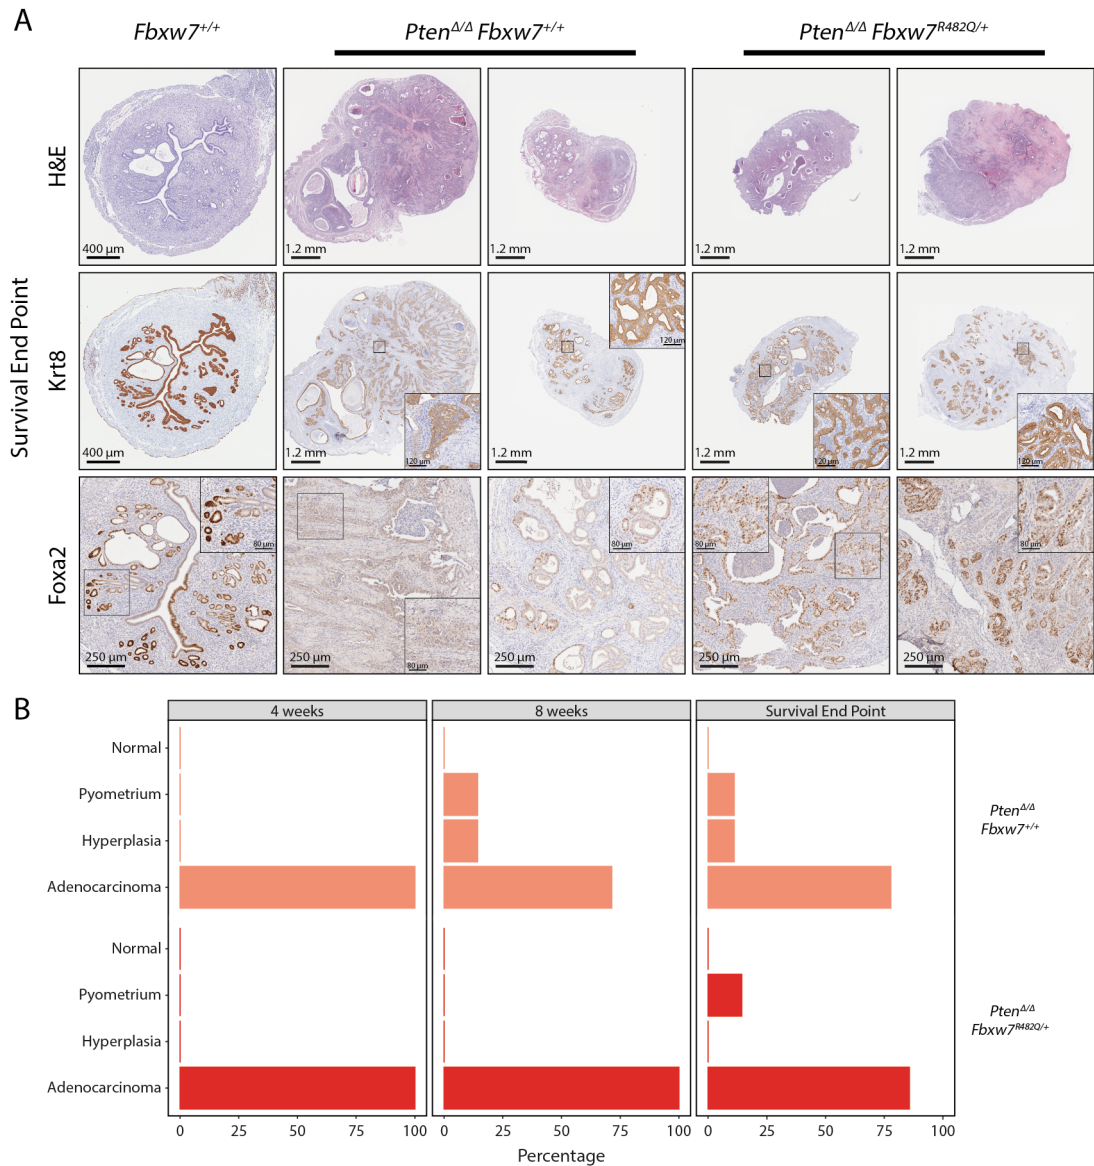 A
Fbxw7+/+
PtenΔ/Δ Fbxw7+/+
PtenΔ/Δ Fbxw7R482Q/+
Survival End Point
H&E
400 µm
1.2 mm
1.2 mm
1.2 mm
1.2 mm
Krt8
400 µm
1.2 mm
120 µm
1.2 mm
120 µm
1.2 mm
120 µm
1.2 mm
120 µm
Foxa2
250 µm
80 µm
250 µm
80 µm
250 µm
80 µm
250 µm
80 µm
250 µm
80 µm
B
4 weeks
8 weeks
Survival End Point
Normal
Pyometrium
Hyperplasia
Adenocarcinoma
PtenΔ/Δ
Fbxw7+/+
Normal
Pyometrium
Hyperplasia
Adenocarcinoma
PtenΔ/Δ
Fbxw7R482Q/+
0 25 50 75 100
0 25 50 75 100
0 25 50 75 100
Percentage